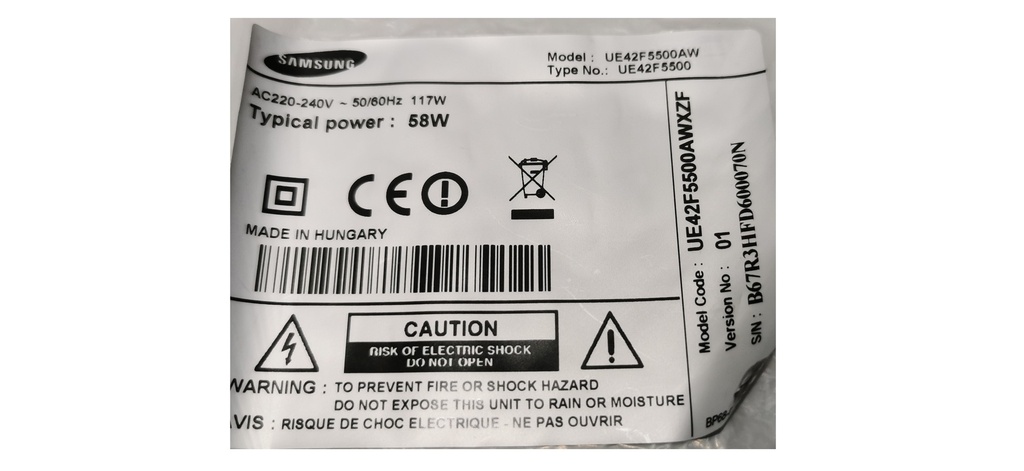 SAMSUNG
Model : UE42F5500AW
Type No.: UE42F5500
AC220-240V ~ 50/60Hz 117W
Typical power : 58W
CE
MADE IN HUNGARY
CAUTION
RISK OF ELECTRIC SHOCK
DO NOT OPEN
WARNING : TO PREVENT FIRE OR SHOCK HAZARD
DO NOT EXPOSE THIS UNIT TO RAIN OR MOISTURE
AVIS : RISQUE DE CHOC ELECTRIQUE - NE PAS OUVRIR
Model Code : UE42F5500AWXZF
Version No : 01
S/N : B67R3HFD600070N